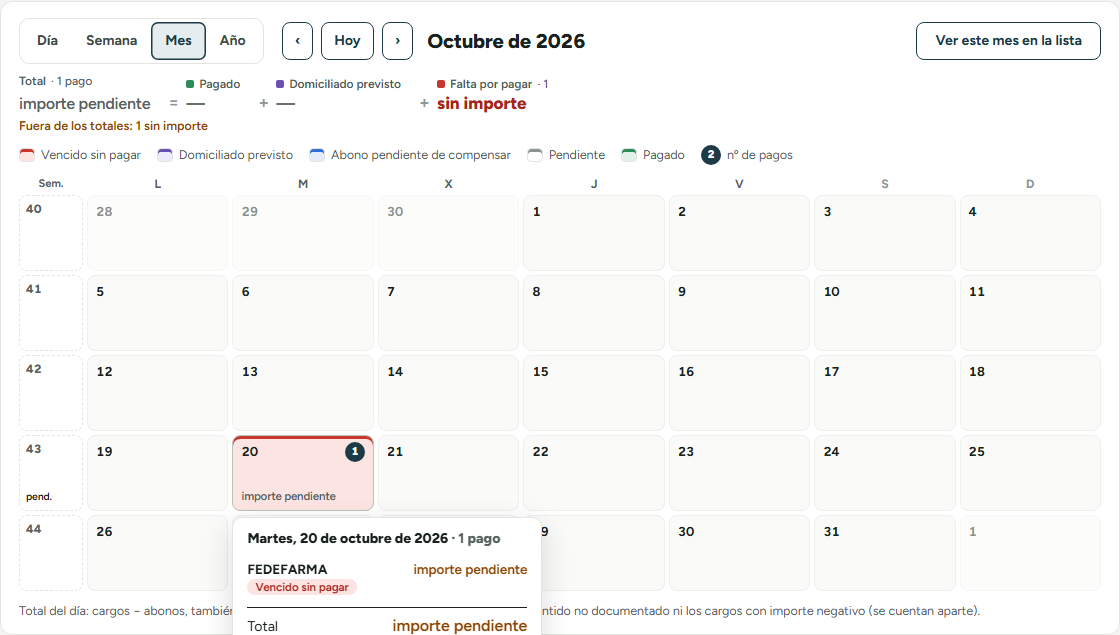 Día Semana Mes Año ‹ Hoy › Octubre de 2026 Ver este mes en la lista
Total · 1 pago Pagado Domiciliado previsto Falta por pagar · 1
importe pendiente = — + — + sin importe
Fuera de los totales: 1 sin importe
Vencido sin pagar Domiciliado previsto Abono pendiente de compensar Pendiente Pagado 2 nº de pagos
Sem. L M X J V S D
40 28 29 30 1 2 3 4
41 5 6 7 8 9 10 11
42 12 13 14 15 16 17 18
43 19 20 1 21 22 23 24 25
pend. importe pendiente
44 26 9 30 31 1
Martes, 20 de octubre de 2026 · 1 pago
FEDEFARMA importe pendiente
Vencido sin pagar
Total del día: cargos − abonos, tambié ntido no documentado ni los cargos con importe negativo (se cuentan aparte).
Total importe pendiente